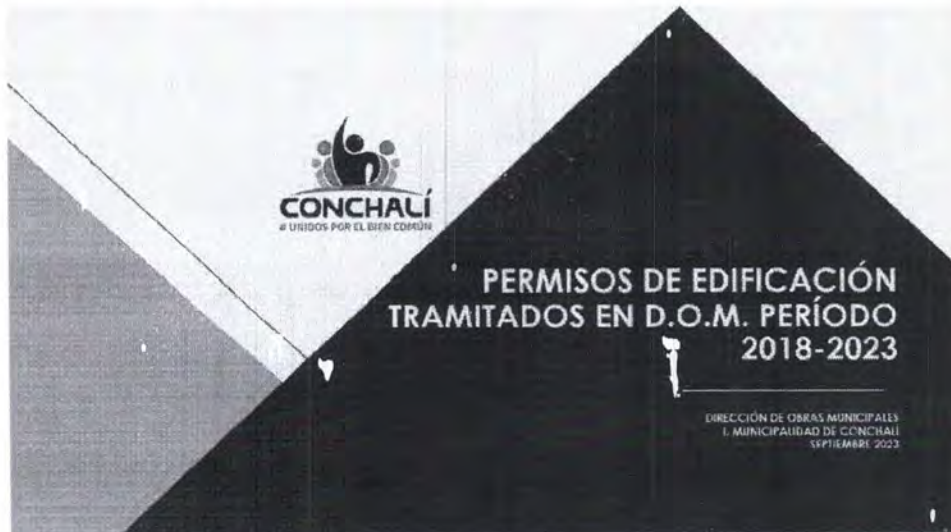 CONCHALÍ
# UNIDOS POR EL BIEN COMÚN
PERMISOS DE EDIFICACIÓN
TRAMITADOS EN D.O.M. PERÍODO
2018-2023
DIRECCIÓN DE OBRAS MUNICIPALES
I. MUNICIPALIDAD DE CONCHALÍ
SEPTIEMBRE 2023